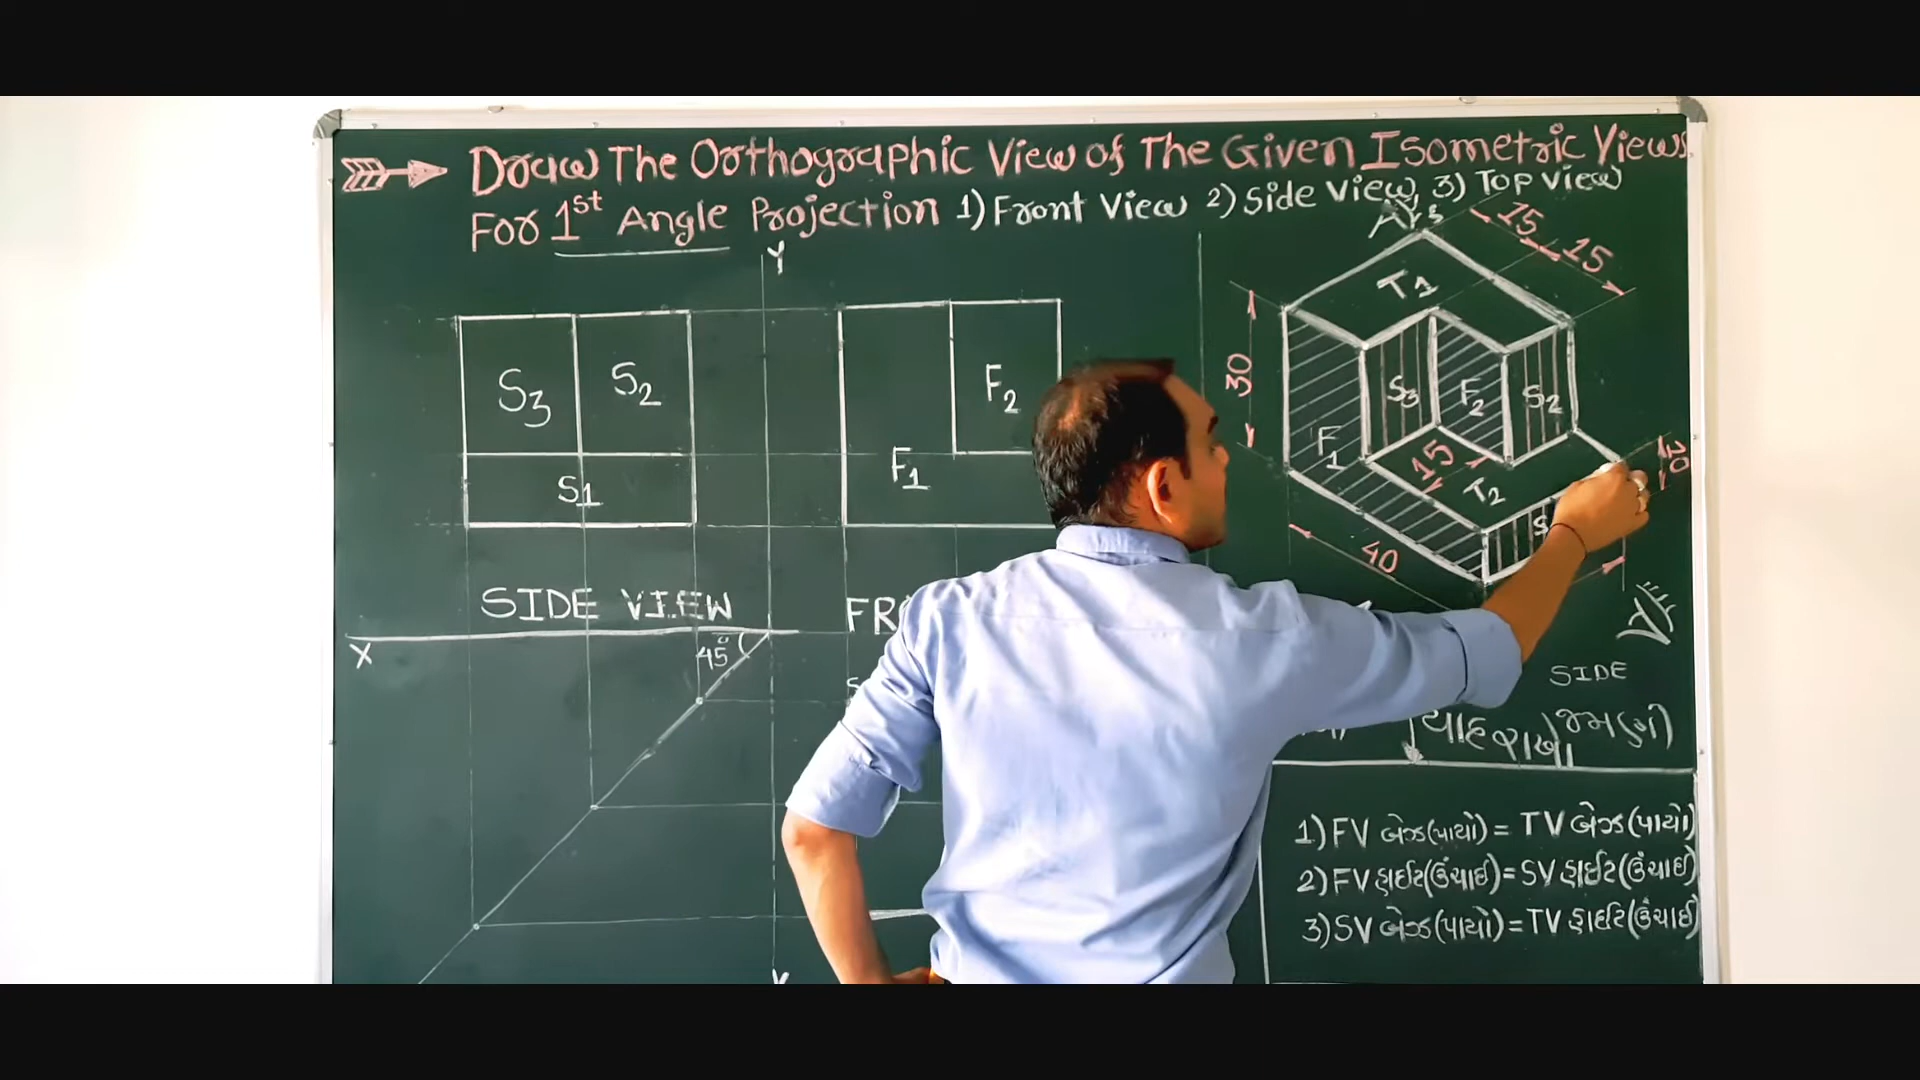 Draw The Orthographic View of The Given Isometric Views
For 1st Angle Projection 1) Front View 2) Side View, 3) Top View
Y
S3
S2
S1
SIDE VIEW
X
45°
F2
F1
15
15
T1
30
S3
F2
S2
F1
15
T2
40
SIDE
1) FV બેઝ(પાયો) = TV બેઝ(પાયો)
2) FV હાઈટ(ઉંચાઈ) = SV હાઈટ(ઉંચાઈ)
3) SV બેઝ(પાયો) = TV હાઈટ(ઉંચાઈ)